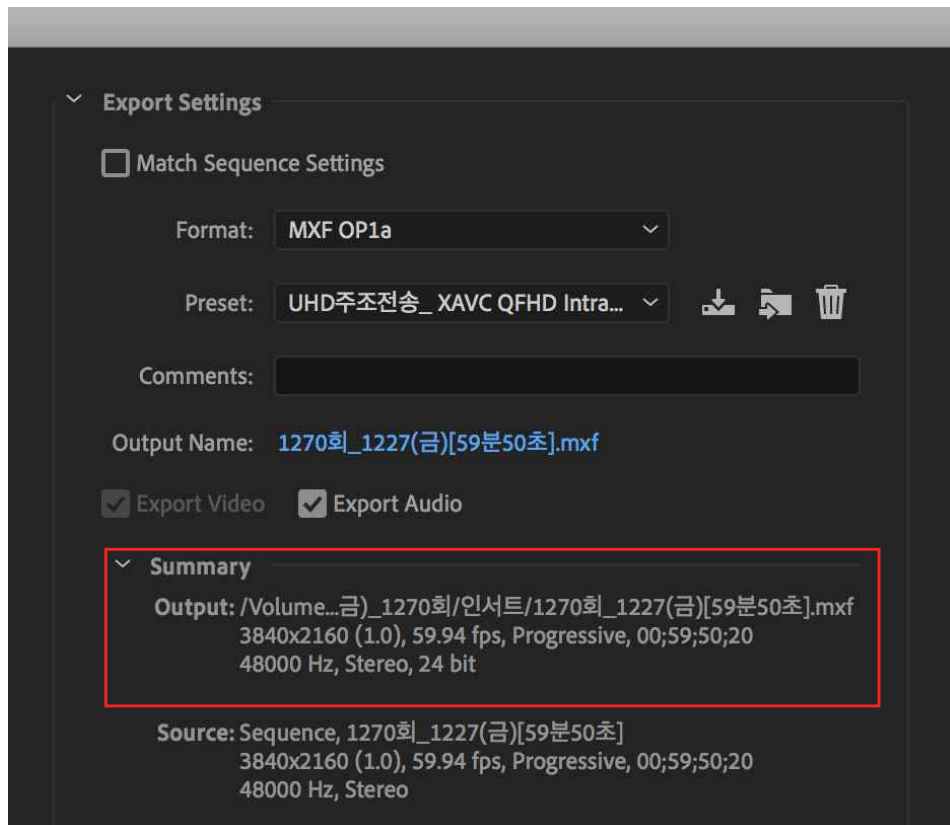 Export Settings
Match Sequence Settings
Format: MXF OP1a
Preset: UHD주조전송_ XAVC QFHD Intra...
Comments:
Output Name: 1270회_1227(금)[59분50초].mxf
Export Video Export Audio
Summary
Output: /Volume...금)_1270회/인서트/1270회_1227(금)[59분50초].mxf
3840x2160 (1.0), 59.94 fps, Progressive, 00;59;50;20
48000 Hz, Stereo, 24 bit
Source: Sequence, 1270회_1227(금)[59분50초]
3840x2160 (1.0), 59.94 fps, Progressive, 00;59;50;20
48000 Hz, Stereo